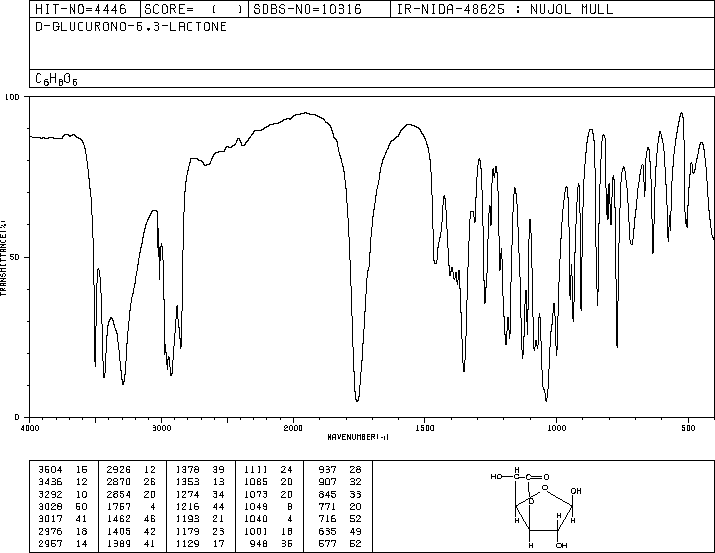 HIT-NO=4446 SCORE= ( ) SDBS-NO=10316 IR-NIDA-48625 : NUJOL MULL
D-GLUCURONO-6,3-LACTONE
C6H8O6
100
50
0
TRANSMITTANCE(%)
4000 3000 2000 1500 1000 500
WAVENUMBER(-1)
3504 15 2926 12 1378 39 1111 24 937 28
3436 12 2870 26 1353 13 1085 20 907 32
3292 10 2854 20 1274 34 1073 20 845 33
3028 60 1757 4 1216 44 1049 8 771 20
3017 41 1462 46 1193 21 1040 4 716 52
2976 18 1405 42 1179 23 1001 18 635 49
2957 14 1389 41 1129 17 948 35 577 52
H
HO C C O
O OH
O
H H H
H OH